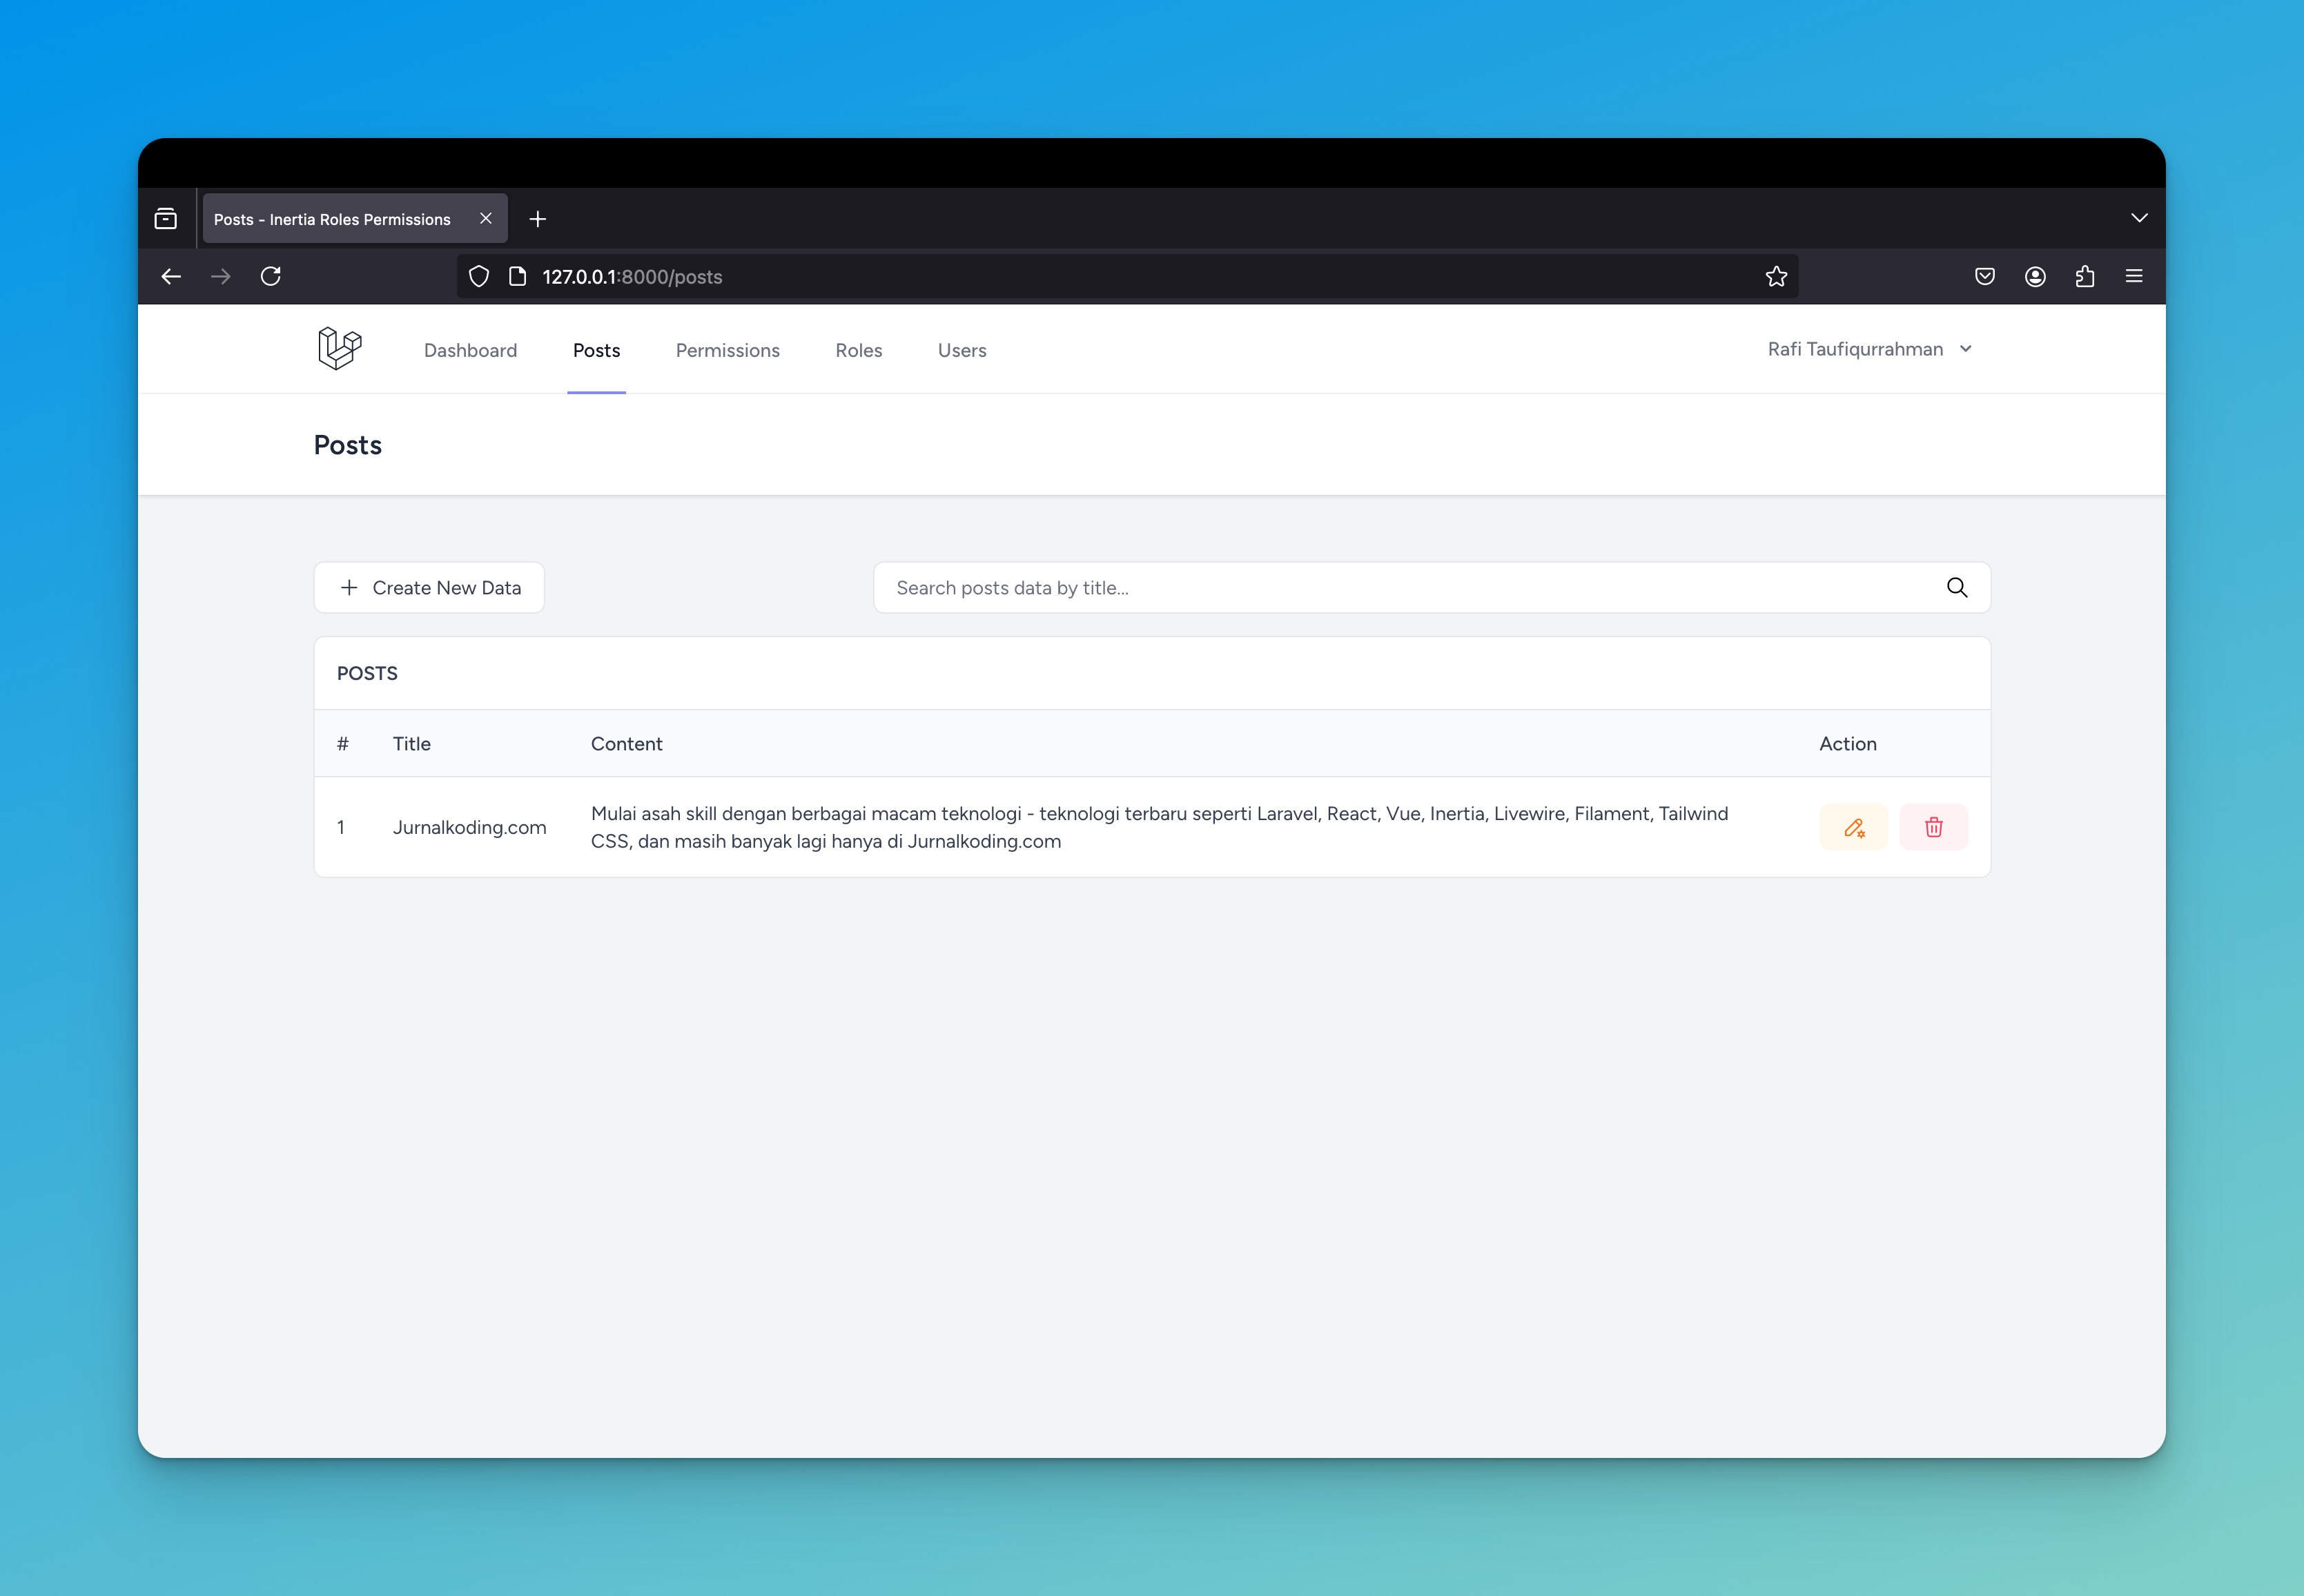 Posts - Inertia Roles Permissions
127.0.0.1:8000/posts
Dashboard Posts Permissions Roles Users Rafi Taufiqurrahman
Posts
Create New Data Search posts data by title...
POSTS
# Title Content Action
1 Jurnalkoding.com Mulai asah skill dengan berbagai macam teknologi - teknologi terbaru seperti Laravel, React, Vue, Inertia, Livewire, Filament, Tailwind
CSS, dan masih banyak lagi hanya di Jurnalkoding.com